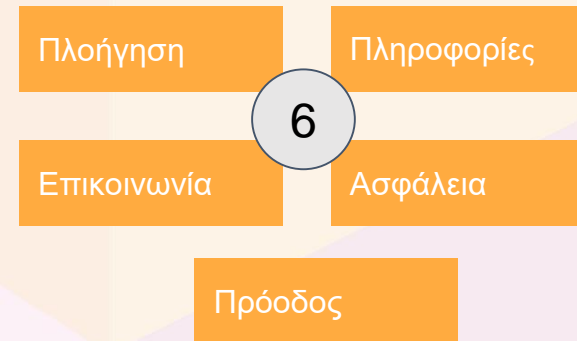 Πλοήγηση
Πληροφορίες
6
Επικοινωνία
Ασφάλεια
Πρόοδος